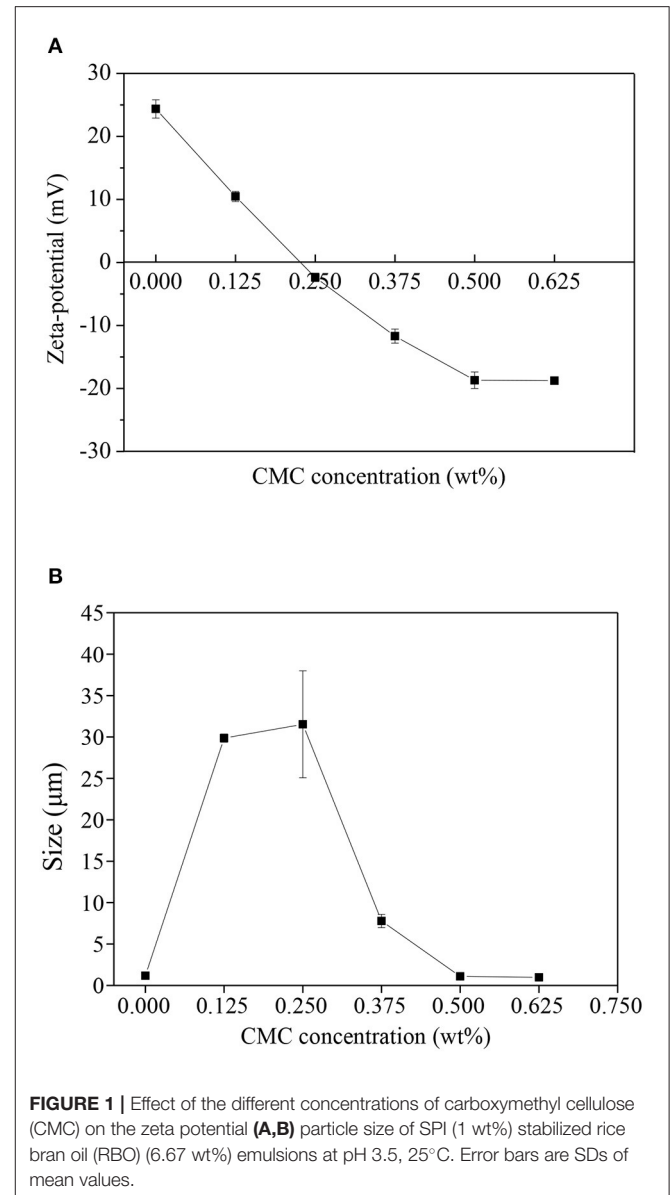 A
30
20
10
0
-10
-20
-30
Zeta-potential (mV)
0.000 0.125 0.250 0.375 0.500 0.625
CMC concentration (wt%)
B
45
40
35
30
25
20
15
10
5
0
Size (μm)
0.000 0.125 0.250 0.375 0.500 0.625 0.750
CMC concentration (wt%)
FIGURE 1 | Effect of the different concentrations of carboxymethyl cellulose
(CMC) on the zeta potential (A,B) particle size of SPI (1 wt%) stabilized rice
bran oil (RBO) (6.67 wt%) emulsions at pH 3.5, 25°C. Error bars are SDs of
mean values.